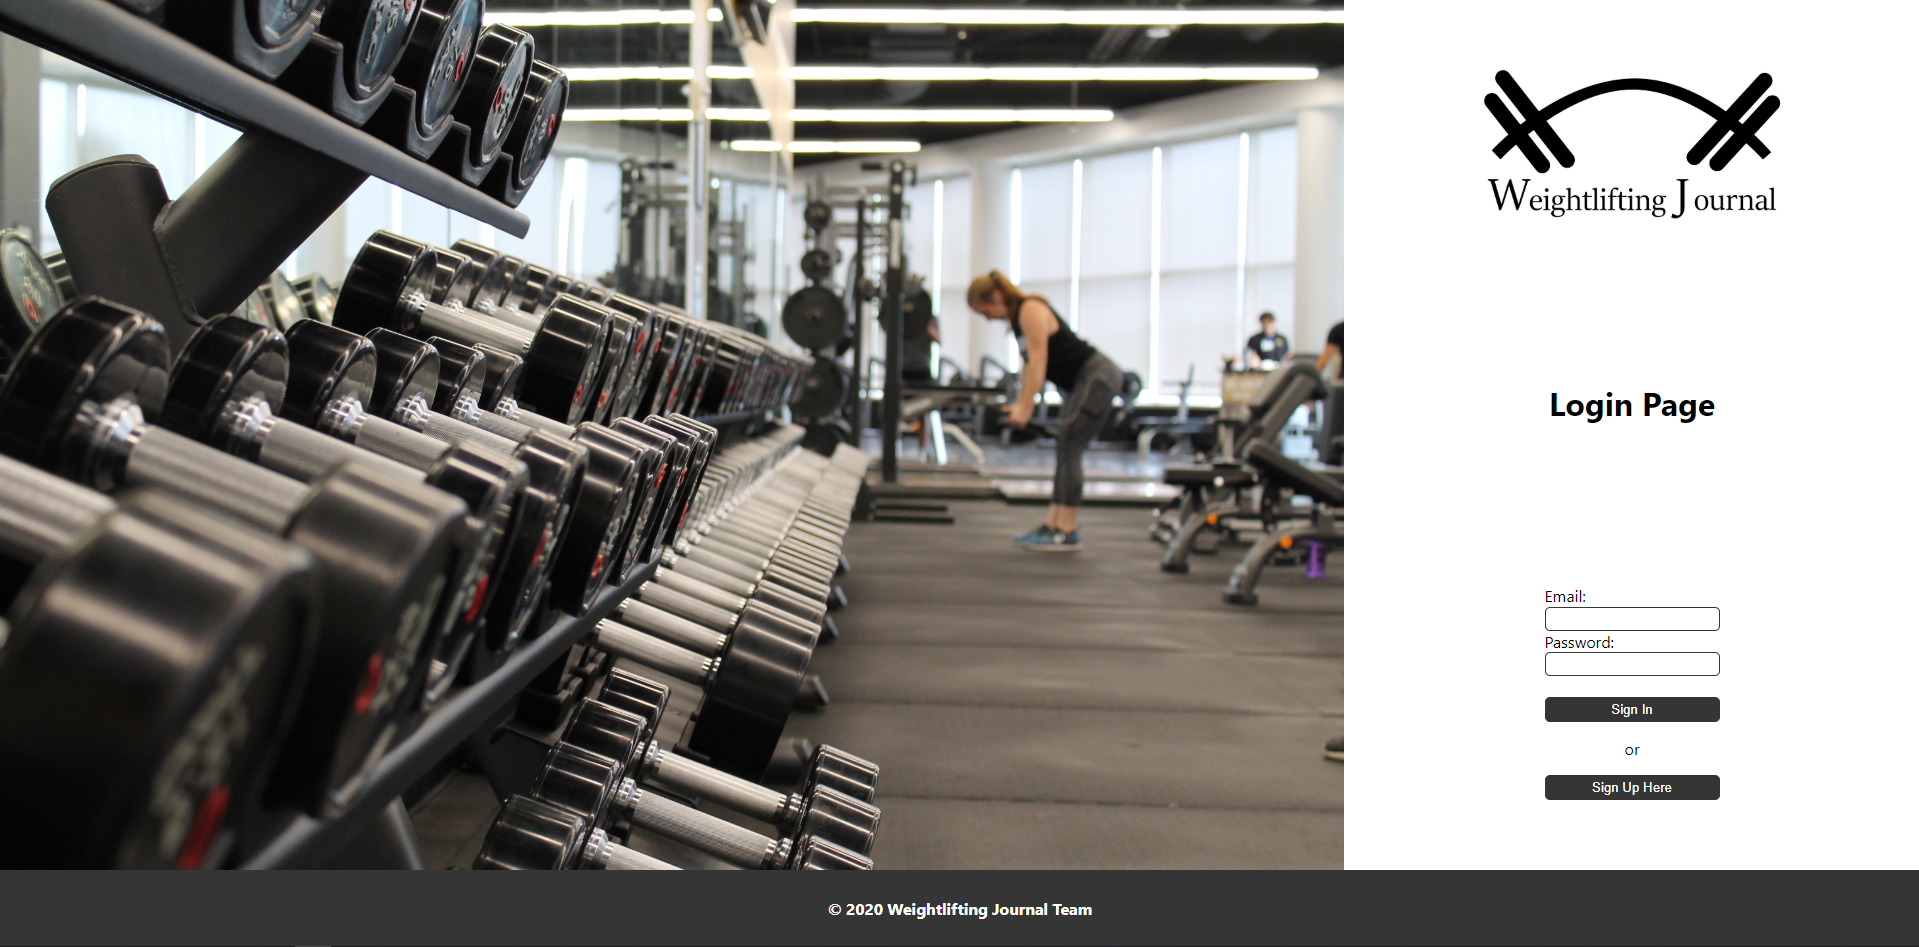 Weightlifting Journal
Login Page
Email:
Password:
Sign In
or
Sign Up Here
© 2020 Weightlifting Journal Team